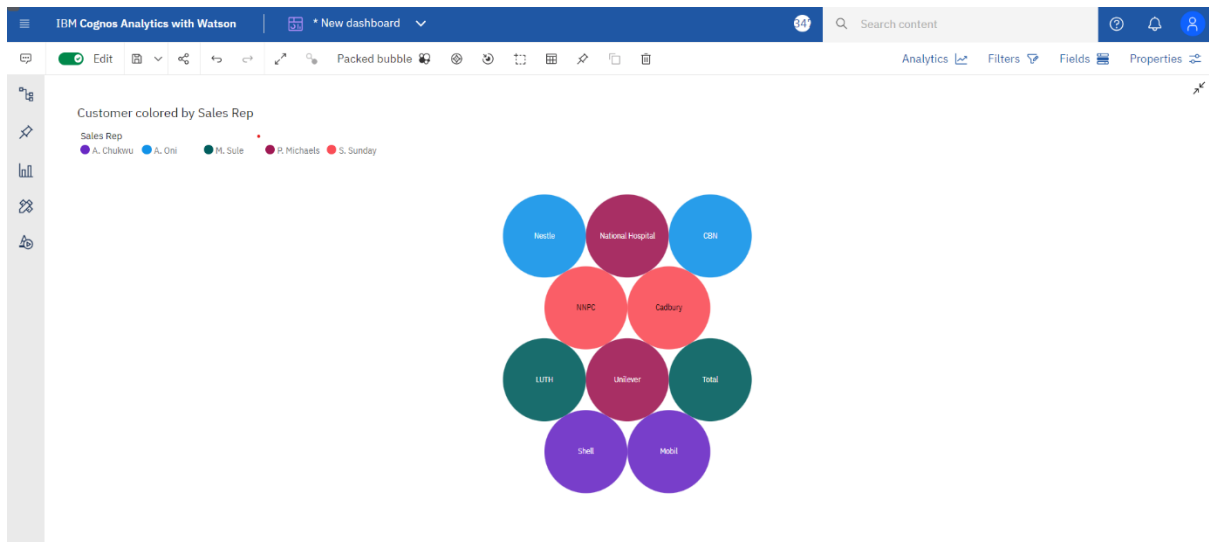 IBM Cognos Analytics with Watson
* New dashboard
Search content
Edit
Packed bubble
Analytics
Filters
Fields
Properties
Customer colored by Sales Rep
Sales Rep
A. Chukwu A. Oni M. Sule P. Michaels S. Sunday
Nestle National Hospital CBN
NNPC Cadbury
LUTH Unilever Total
Shell Mobil